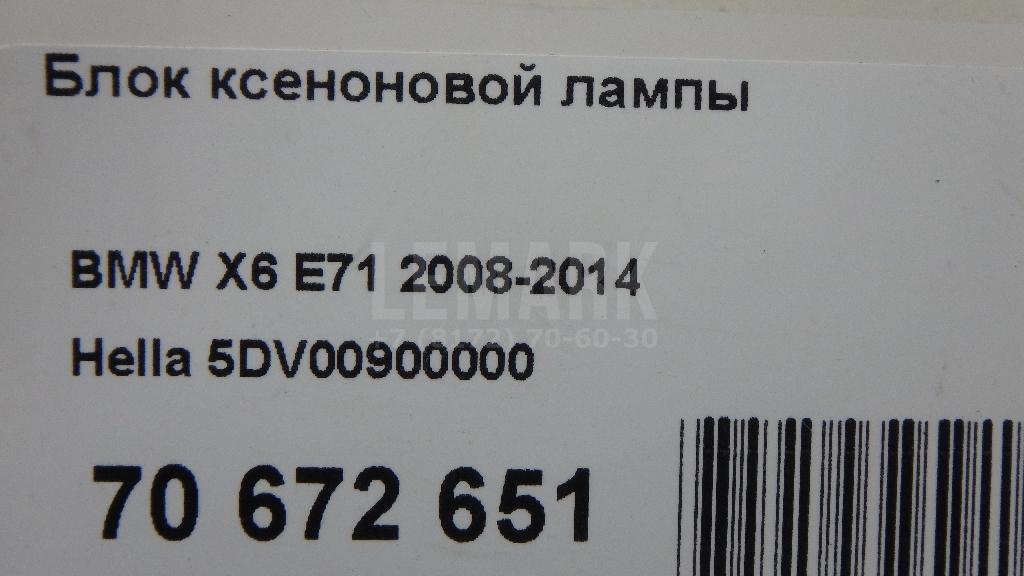 Блок ксеноновой лампы
BMW X6 E71 2008-2014
LEMARK
+7 (8172) 70-60-30
Hella 5DV00900000
70 672 651